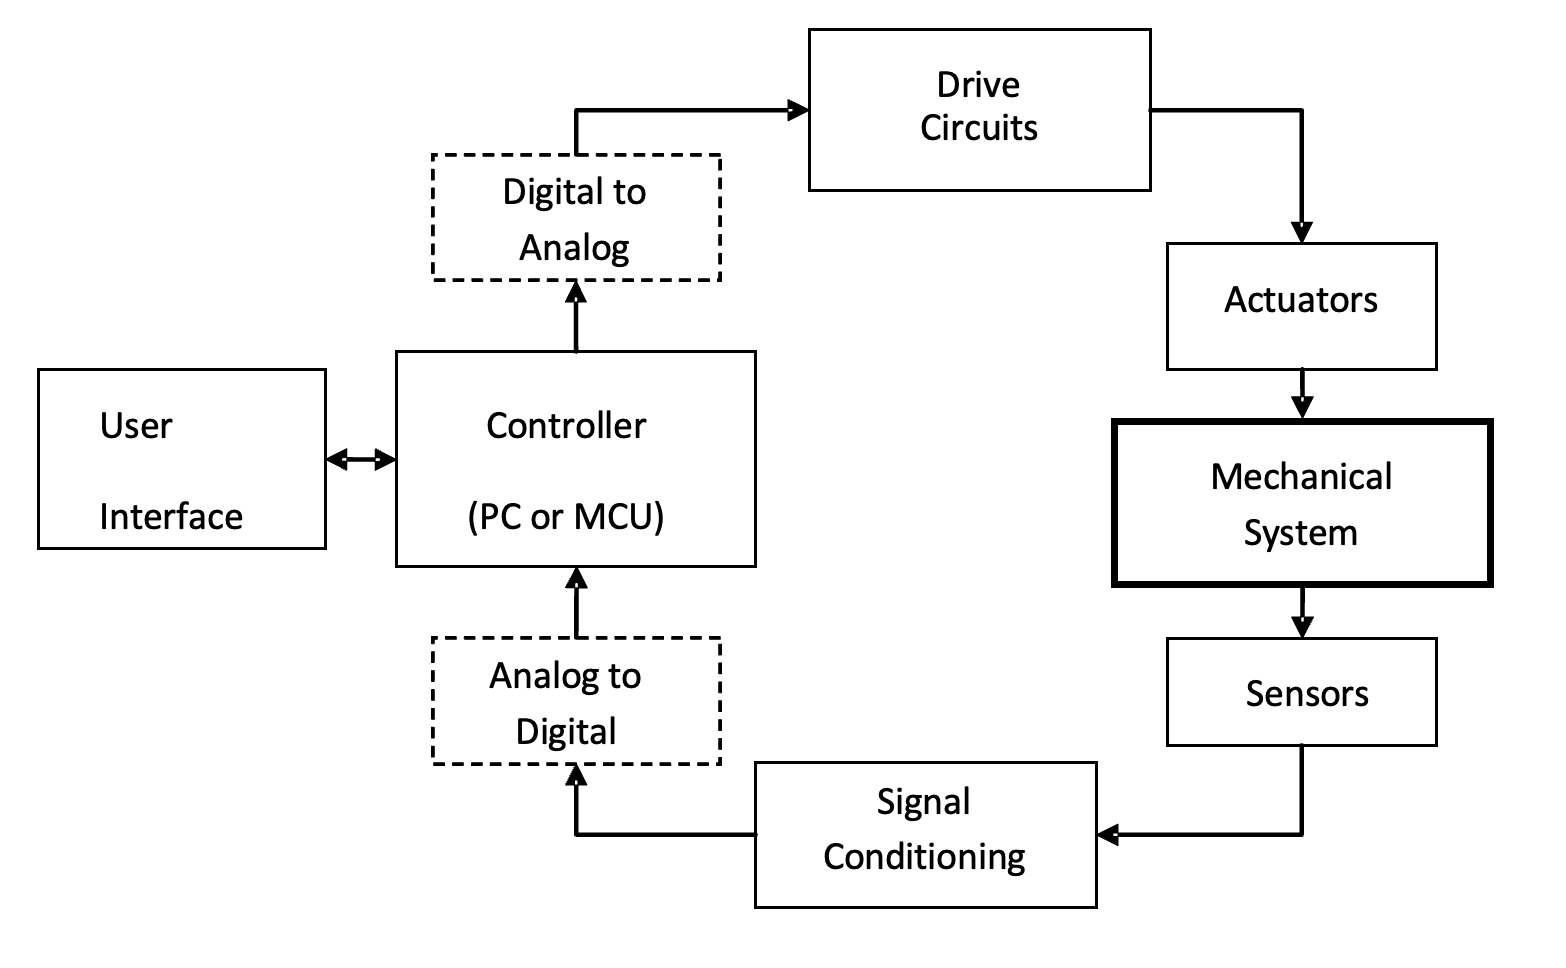 Drive
Circuits
Digital to
Analog
Actuators
User
Interface
Controller
(PC or MCU)
Mechanical
System
Analog to
Digital
Sensors
Signal
Conditioning